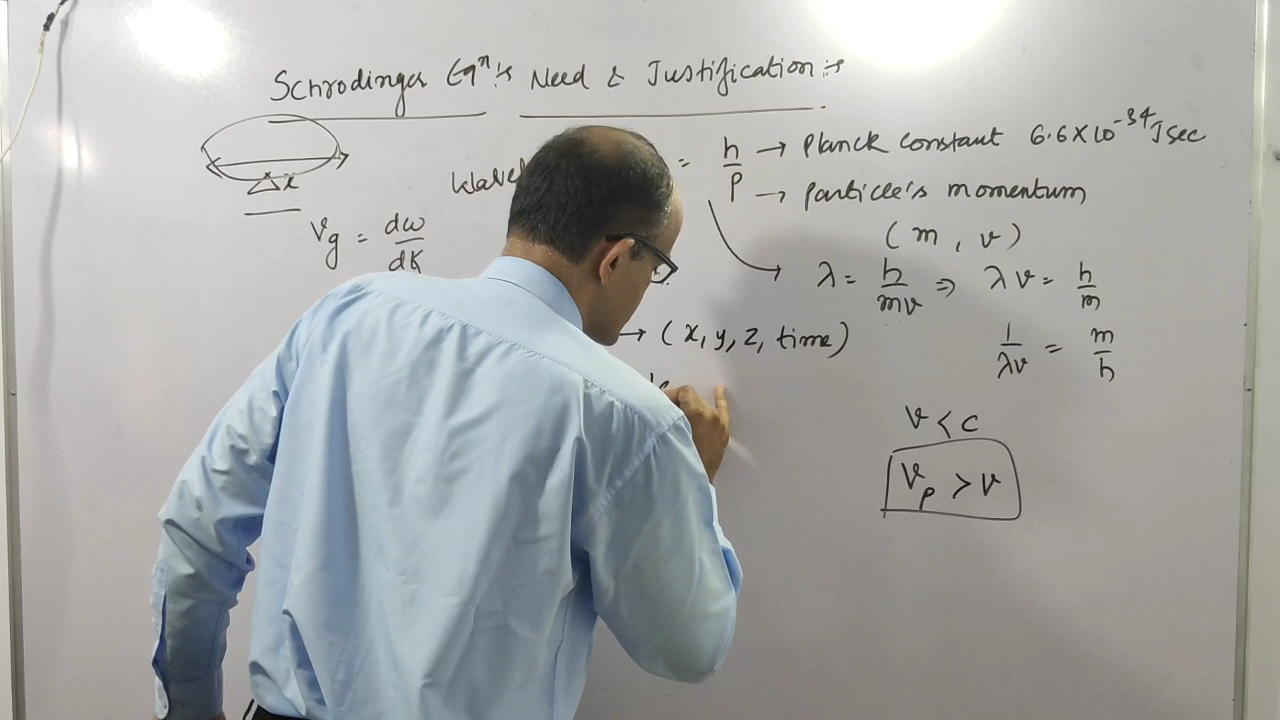 Schrodinger Eqⁿ :- Need & Justification :-
= h/p → Planck constant 6.6×10⁻³⁴ J sec
→ particle's momentum
Δx
(m, v)
Vg = dω/dK
λ = h/mv ⇒ λv = h/m
→ (x, y, z, time)
1/λv = m/h
v < c
Vp > v